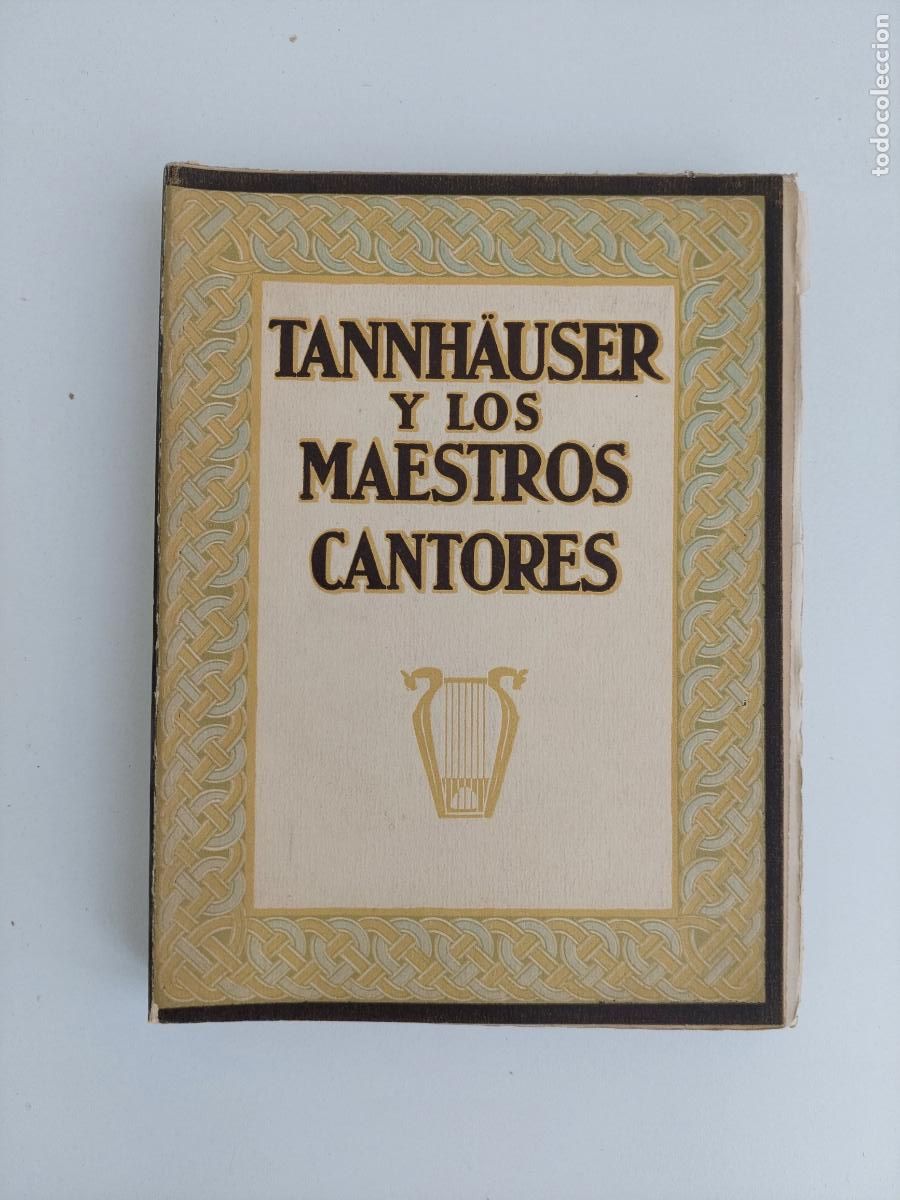 TANNHÄUSER
Y LOS
MAESTROS
CANTORES
todocoleccion